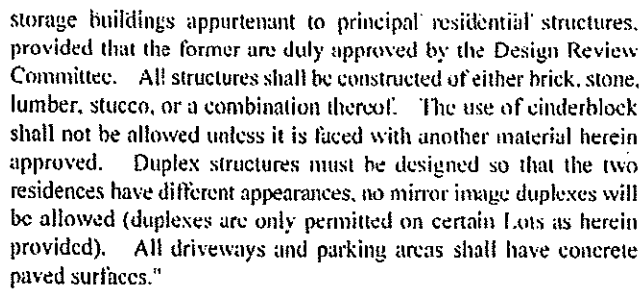 storage buildings appurtenant to principal residential structures,
provided that the former are duly approved by the Design Review
Committee. All structures shall be constructed of either brick, stone,
lumber, stucco, or a combination thereof. The use of cinderblock
shall not be allowed unless it is faced with another material herein
approved. Duplex structures must be designed so that the two
residences have different appearances, no mirror image duplexes will
be allowed (duplexes are only permitted on certain Lots as herein
provided). All driveways and parking areas shall have concrete
paved surfaces."